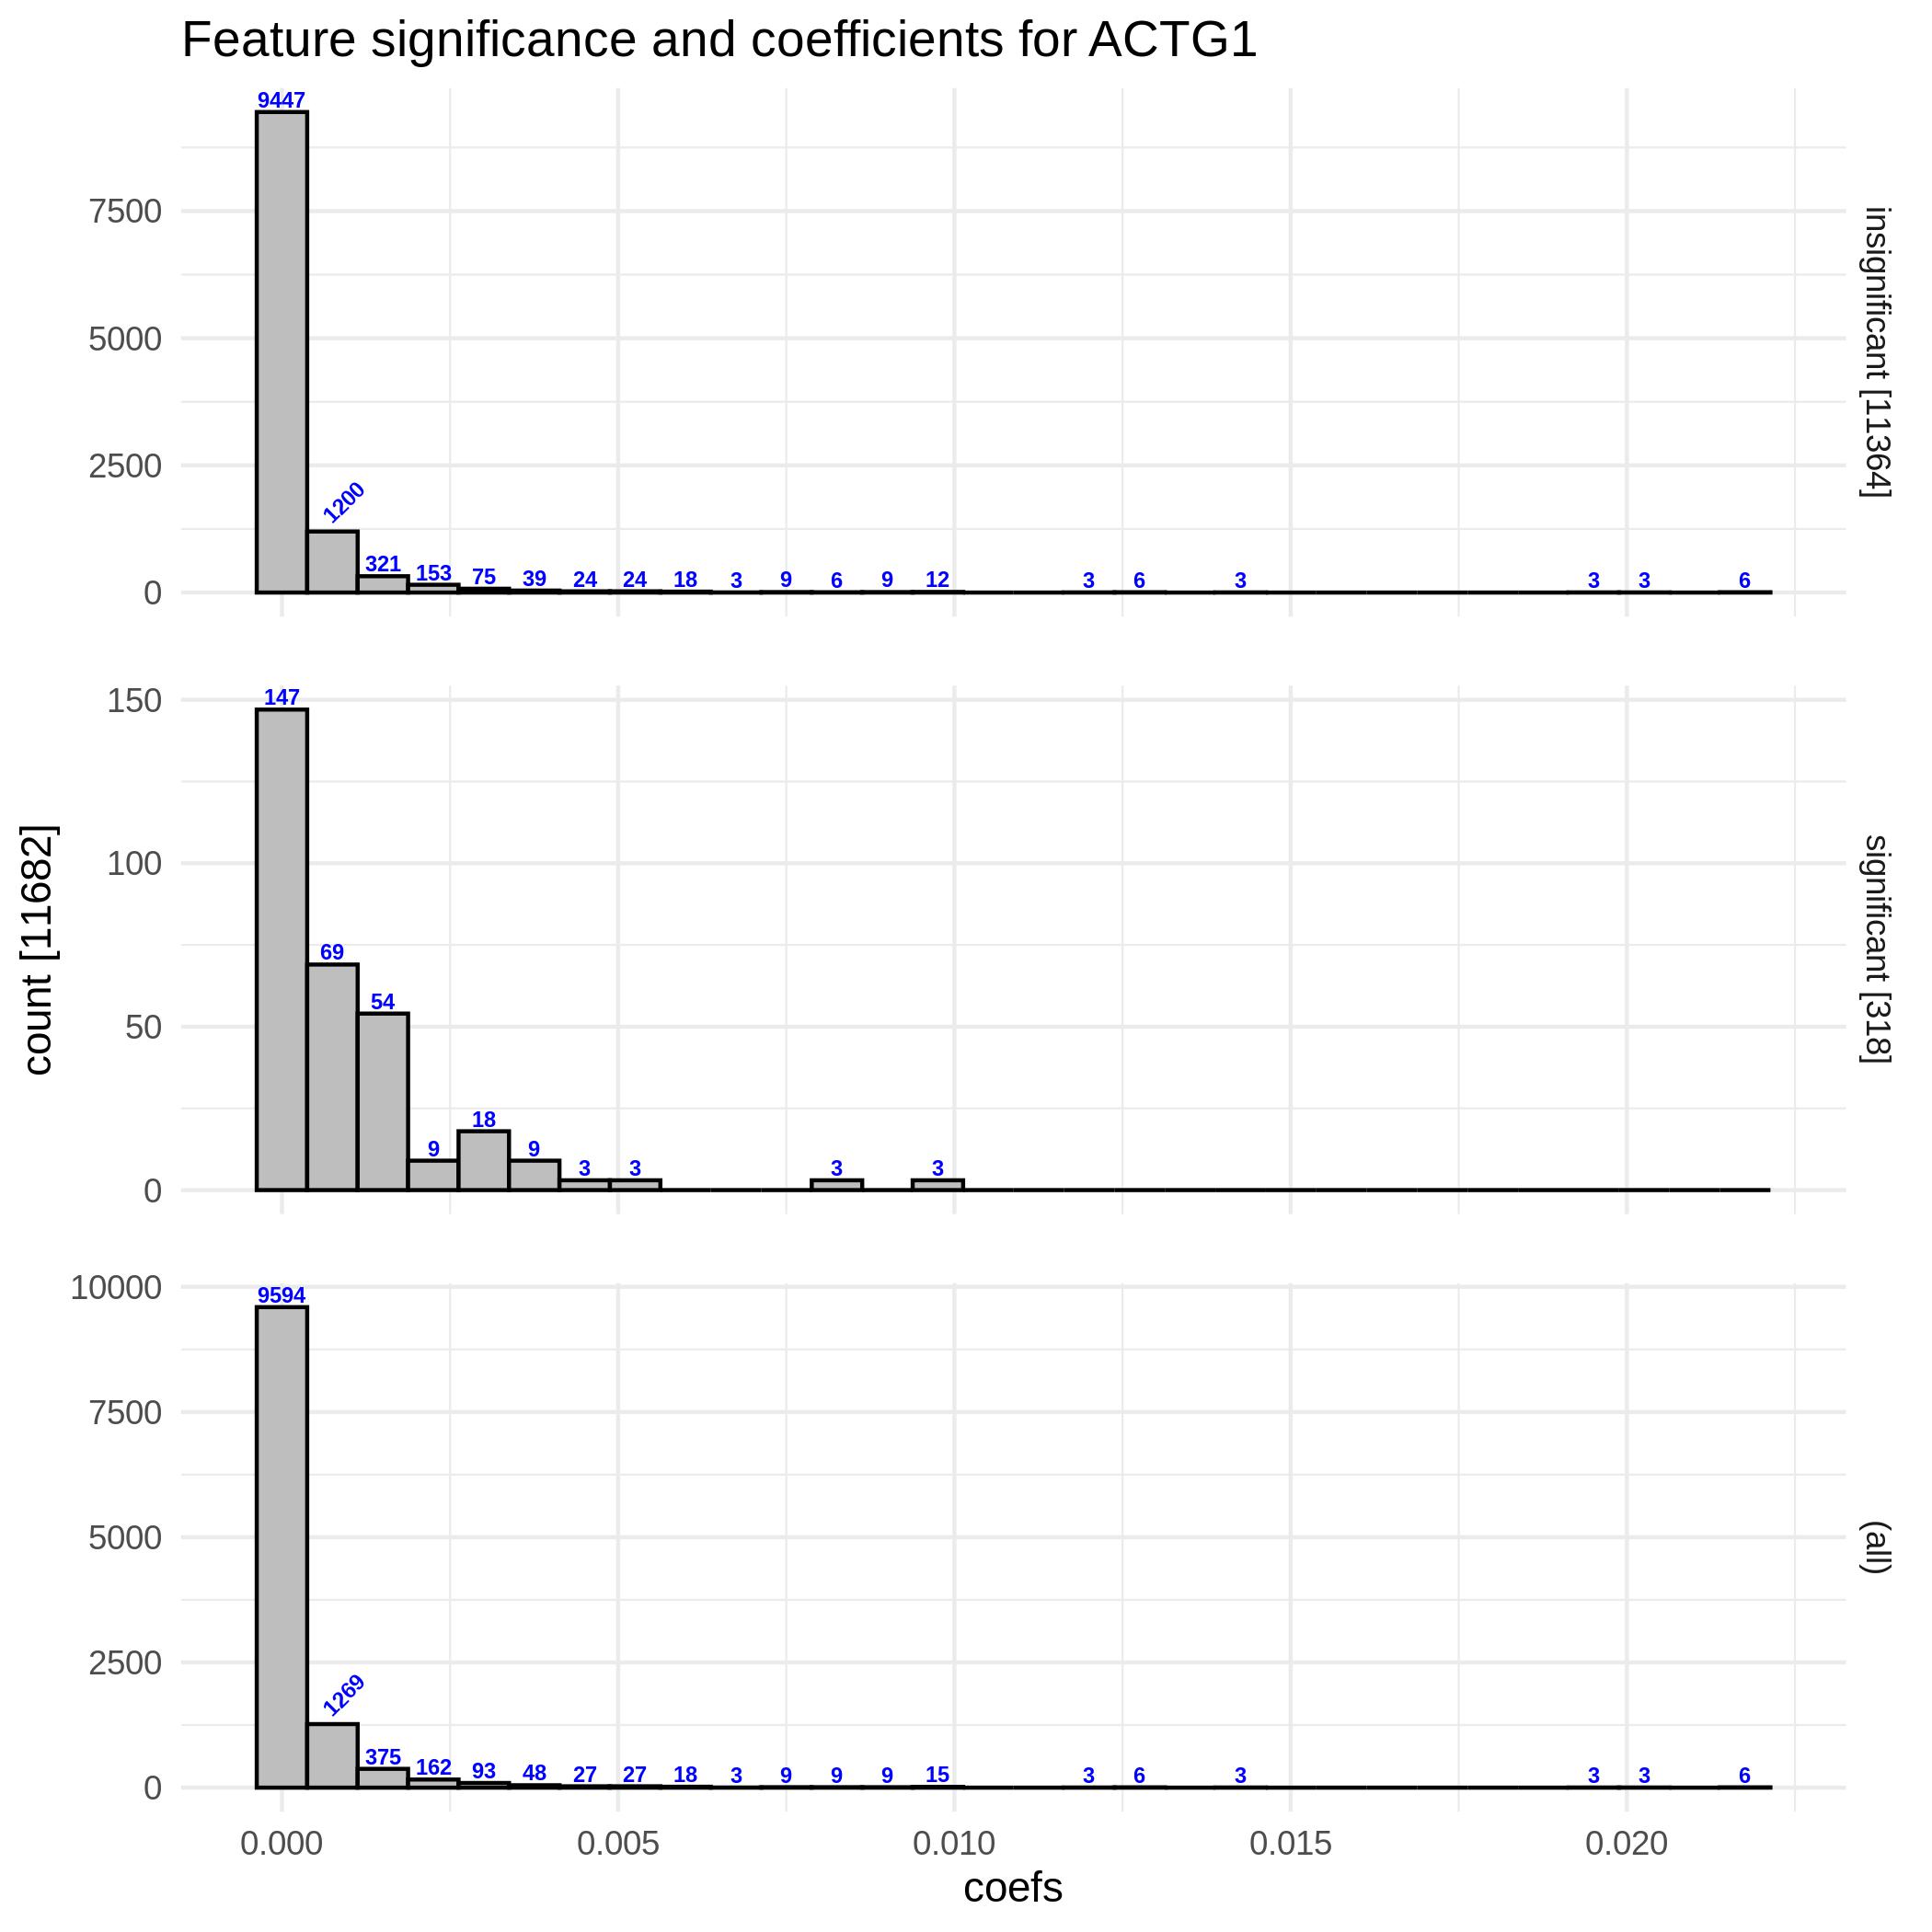 Feature significance and coefficients for ACTG1
9447
7500
5000
2500
0
1200
321 153 75 39 24 24 18 3 9 6 9 12 3 6 3 3 3 6
insignificant [11364]
count [11682]
150
100
50
0
147
69
54
9
18
9
3 3 3 3
significant [318]
10000
7500
5000
2500
0
9594
1269
375 162 93 48 27 27 18 3 9 9 9 15 3 6 3 3 3 6
(all)
0.000 0.005 0.010 0.015 0.020
coefs